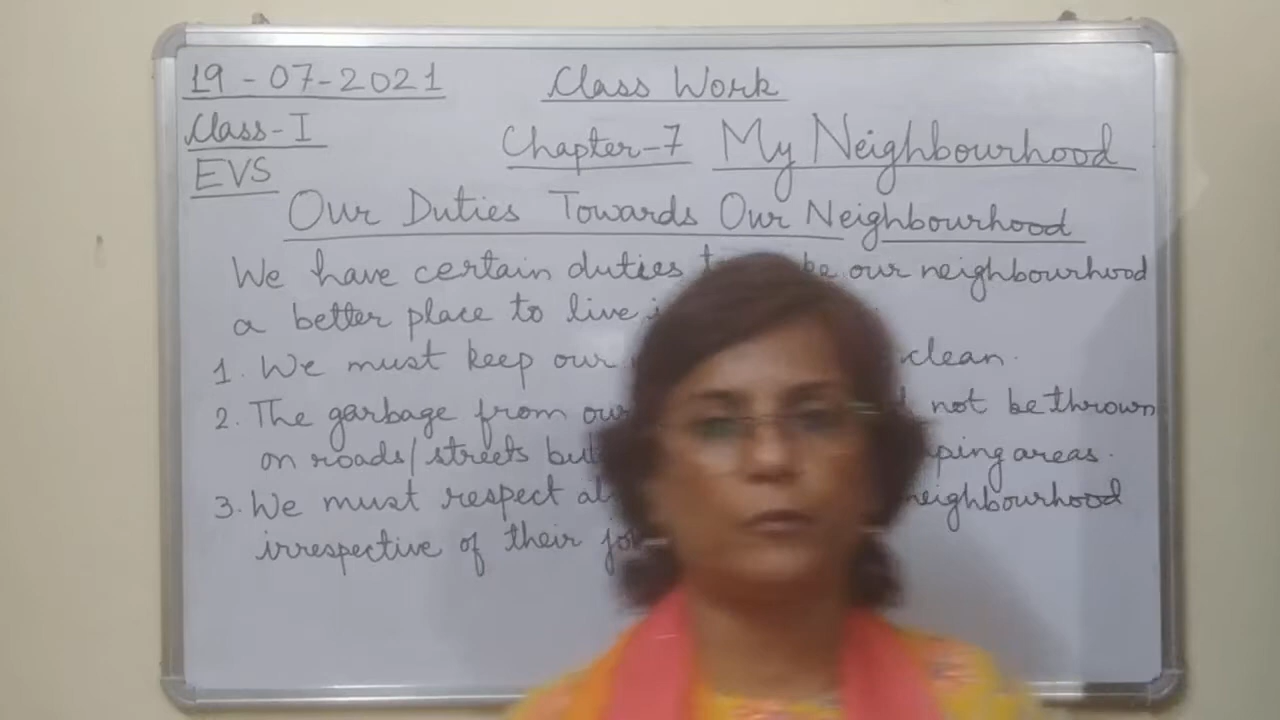 19-07-2021 Class Work
Class-I Chapter-7 My Neighbourhood
EVS
Our Duties Towards Our Neighbourhood
We have certain duties our neighbourhood
a better place to live
1. We must keep our clean.
2. The garbage from our not be thrown
on roads/streets but areas.
3. We must respect neighbourhood
irrespective of their